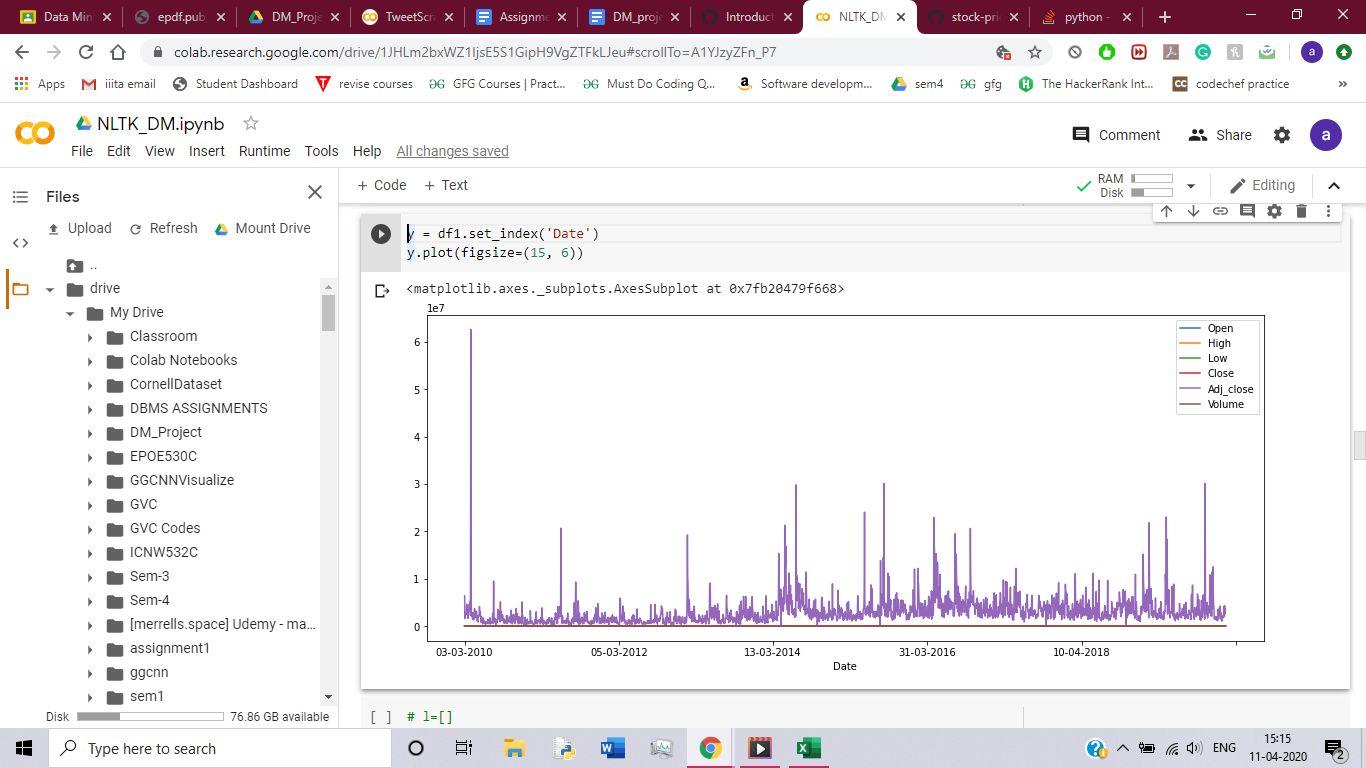 Data Min
epdf.pub
DM_Proje
TweetScra
Assignm
DM_proje
Introduct
NLTK_DM
stock-pri
python -
colab.research.google.com/drive/1JHLm2bxWZ1IjsE5S1GipH9VgZTFkLJeu#scrollTo=A1YJzyZFn_P7
Apps
iiita email
Student Dashboard
revise courses
GFG Courses | Pract...
Must Do Coding Q...
Software developm...
sem4
gfg
The HackerRank Int...
codechef practice
NLTK_DM.ipynb
Comment
Share
a
File Edit View Insert Runtime Tools Help All changes saved
Files
+ Code + Text
RAM
Disk
Editing
Upload Refresh Mount Drive
..
drive
My Drive
Classroom
Colab Notebooks
CornellDataset
DBMS ASSIGNMENTS
DM_Project
EPOE530C
GGCNNVisualize
GVC
GVC Codes
ICNW532C
Sem-3
Sem-4
[merrells.space] Udemy - ma...
assignment1
ggcnn
sem1
Disk 76.86 GB available
y = df1.set_index('Date')
y.plot(figsize=(15, 6))
<matplotlib.axes._subplots.AxesSubplot at 0x7fb20479f668>
1e7
6
5
4
3
2
1
0
Open
High
Low
Close
Adj_close
Volume
03-03-2010 05-03-2012 13-03-2014 31-03-2016 10-04-2018
Date
[ ] # l=[]
Type here to search
ENG
15:15
11-04-2020
2